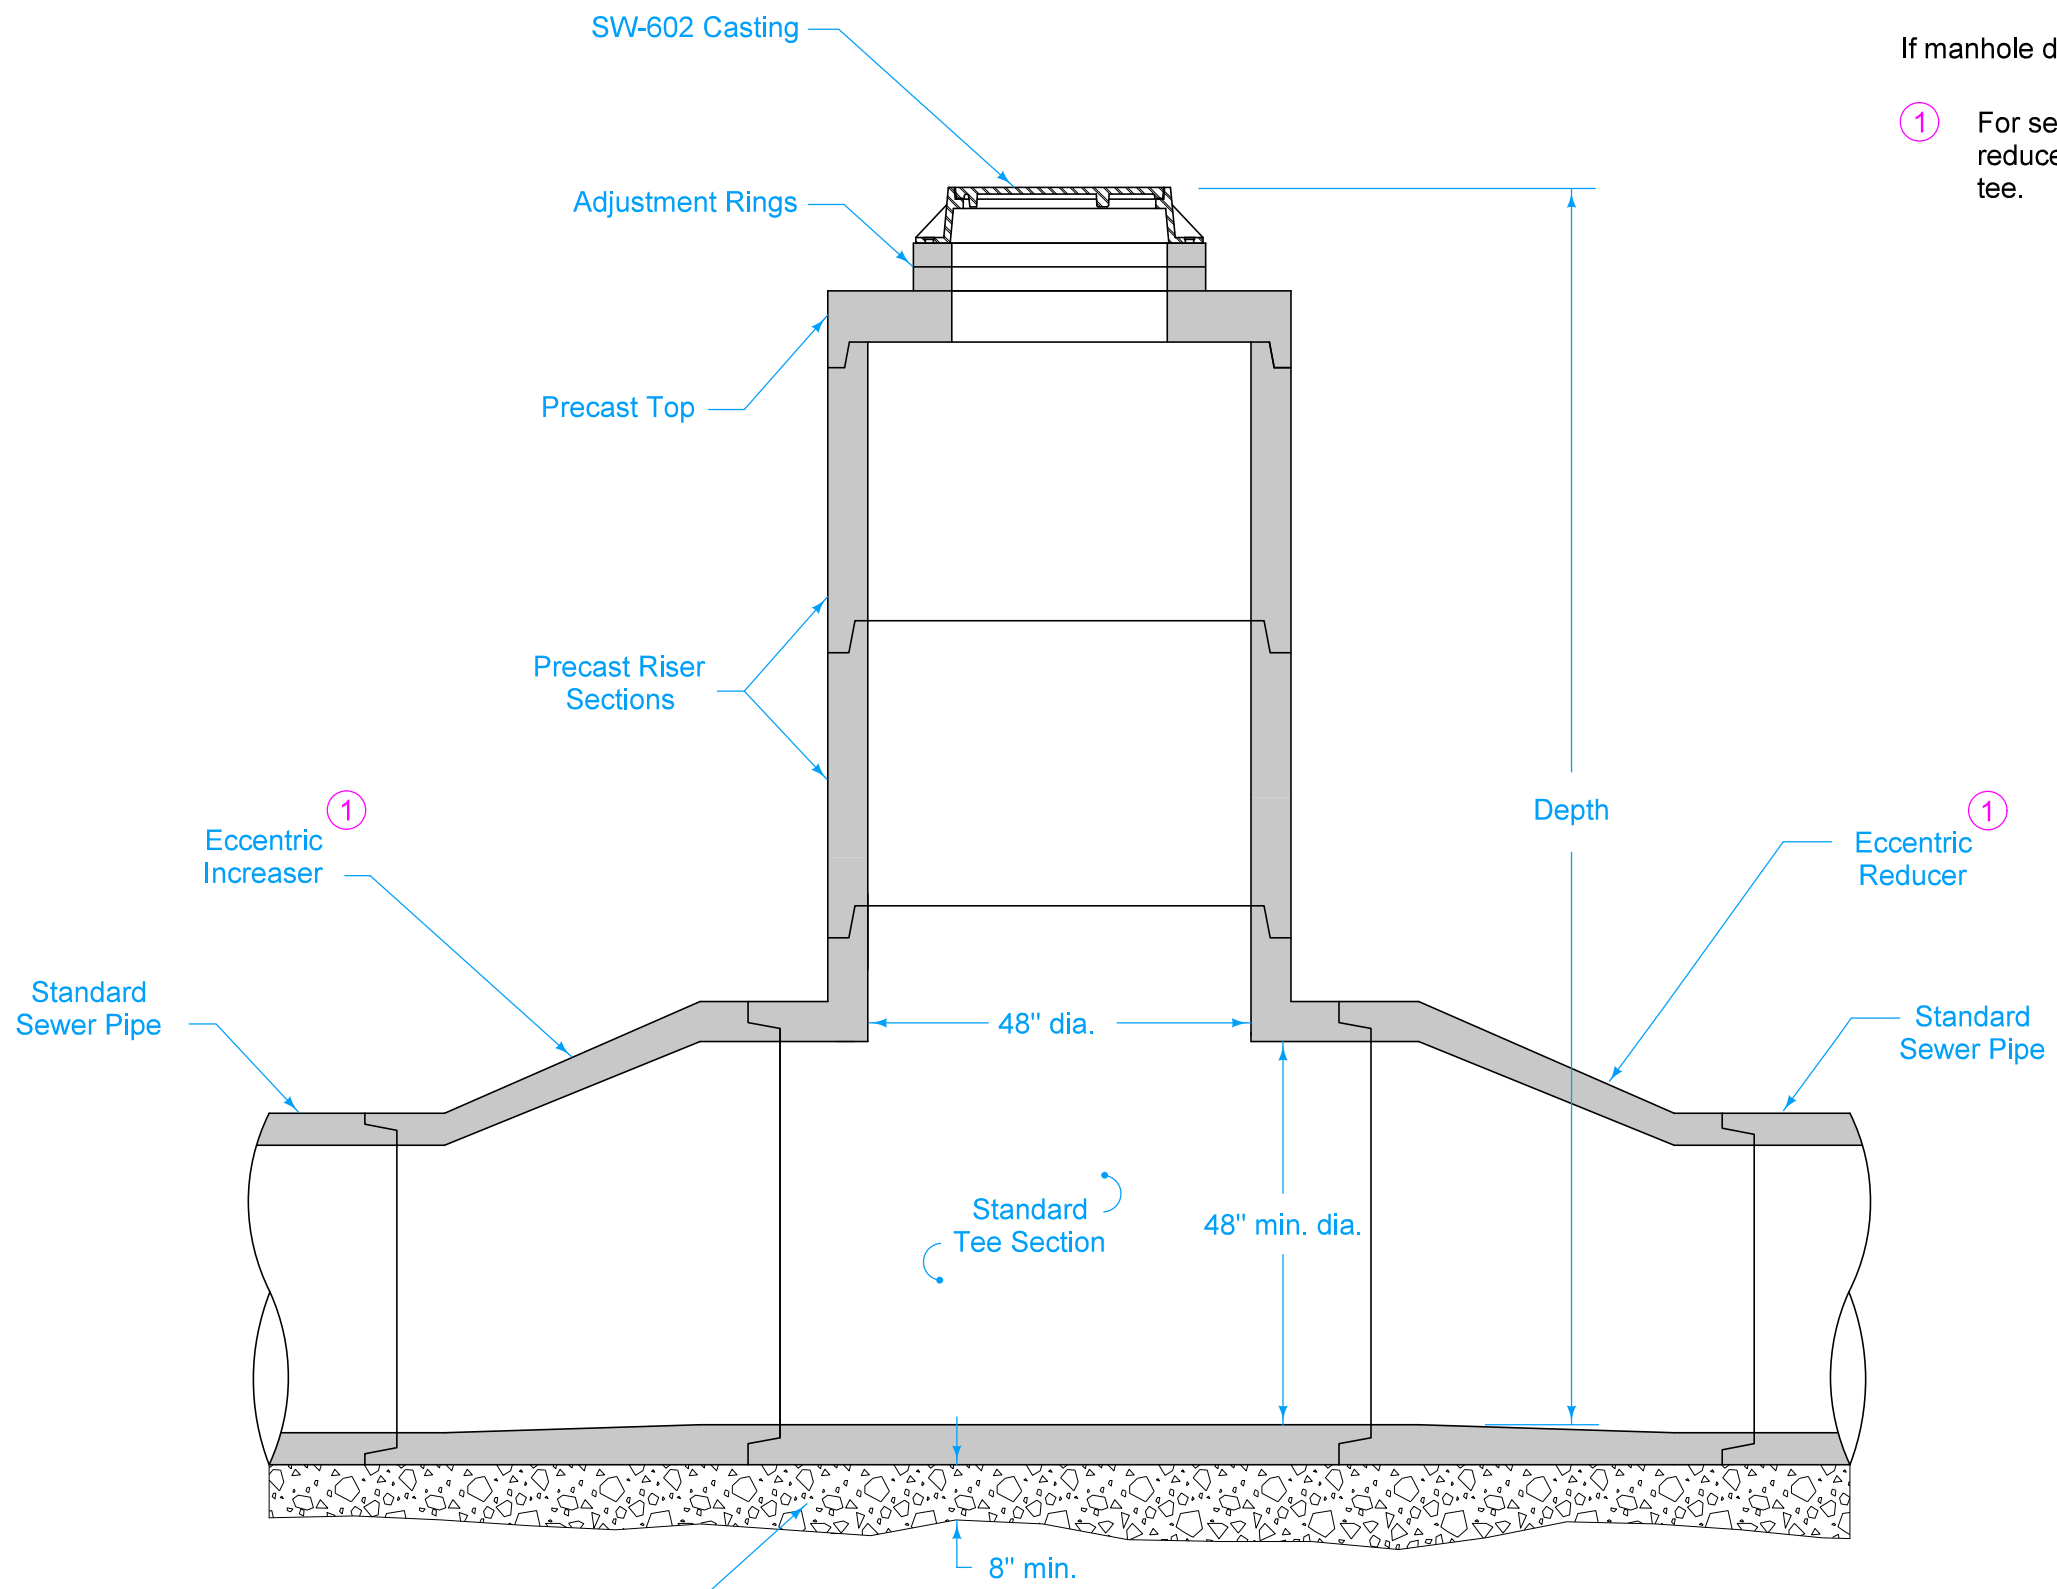 SW-602 Casting
If manhole d
1 For se
reduce
tee.
Adjustment Rings
Precast Top
Precast Riser
Sections
1
Eccentric
Increaser
Depth
1
Eccentric
Reducer
Standard
Sewer Pipe
48" dia.
Standard
Sewer Pipe
Standard
Tee Section
48" min. dia.
8" min.